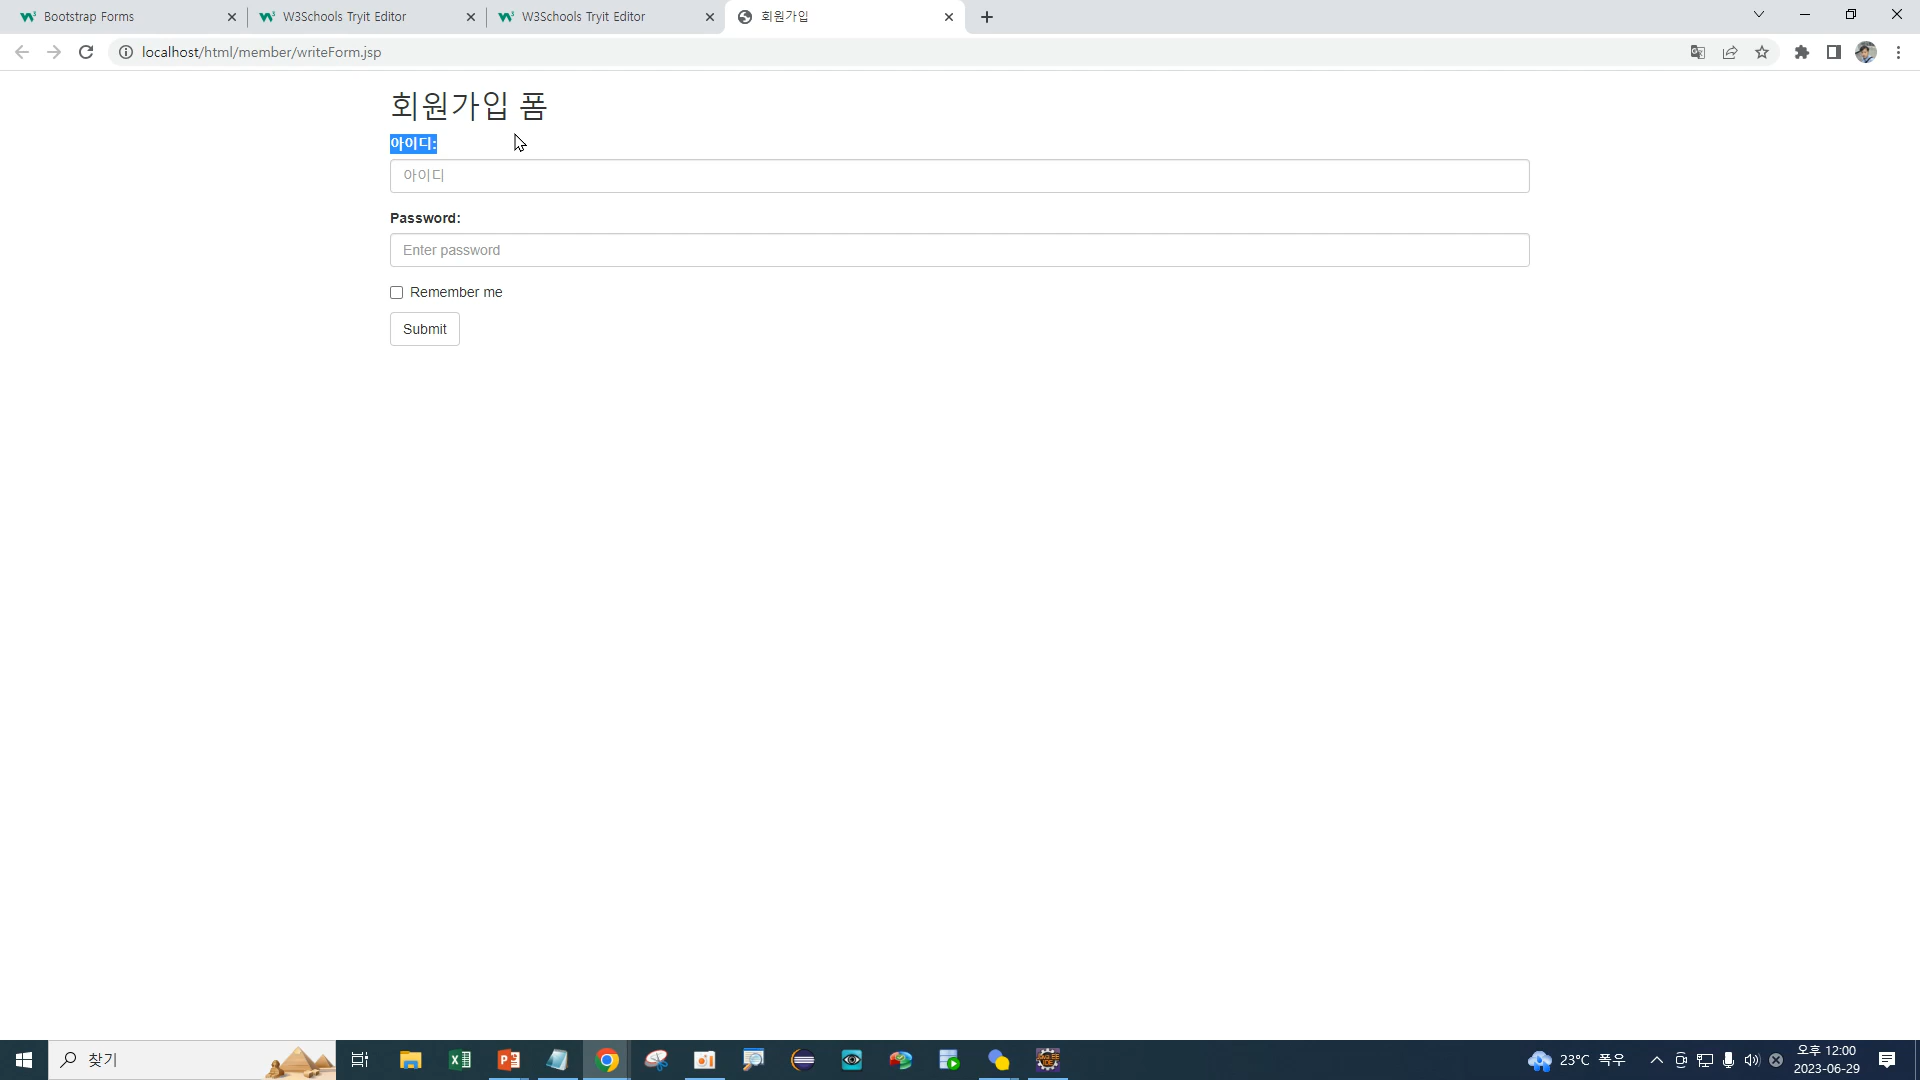 Bootstrap Forms
W3Schools Tryit Editor
W3Schools Tryit Editor
회원가입
localhost/html/member/writeForm.jsp
회원가입 폼
아이디:
아이디
Password:
Enter password
Remember me
Submit
찾기
23°C 폭우
오후 12:00
2023-06-29